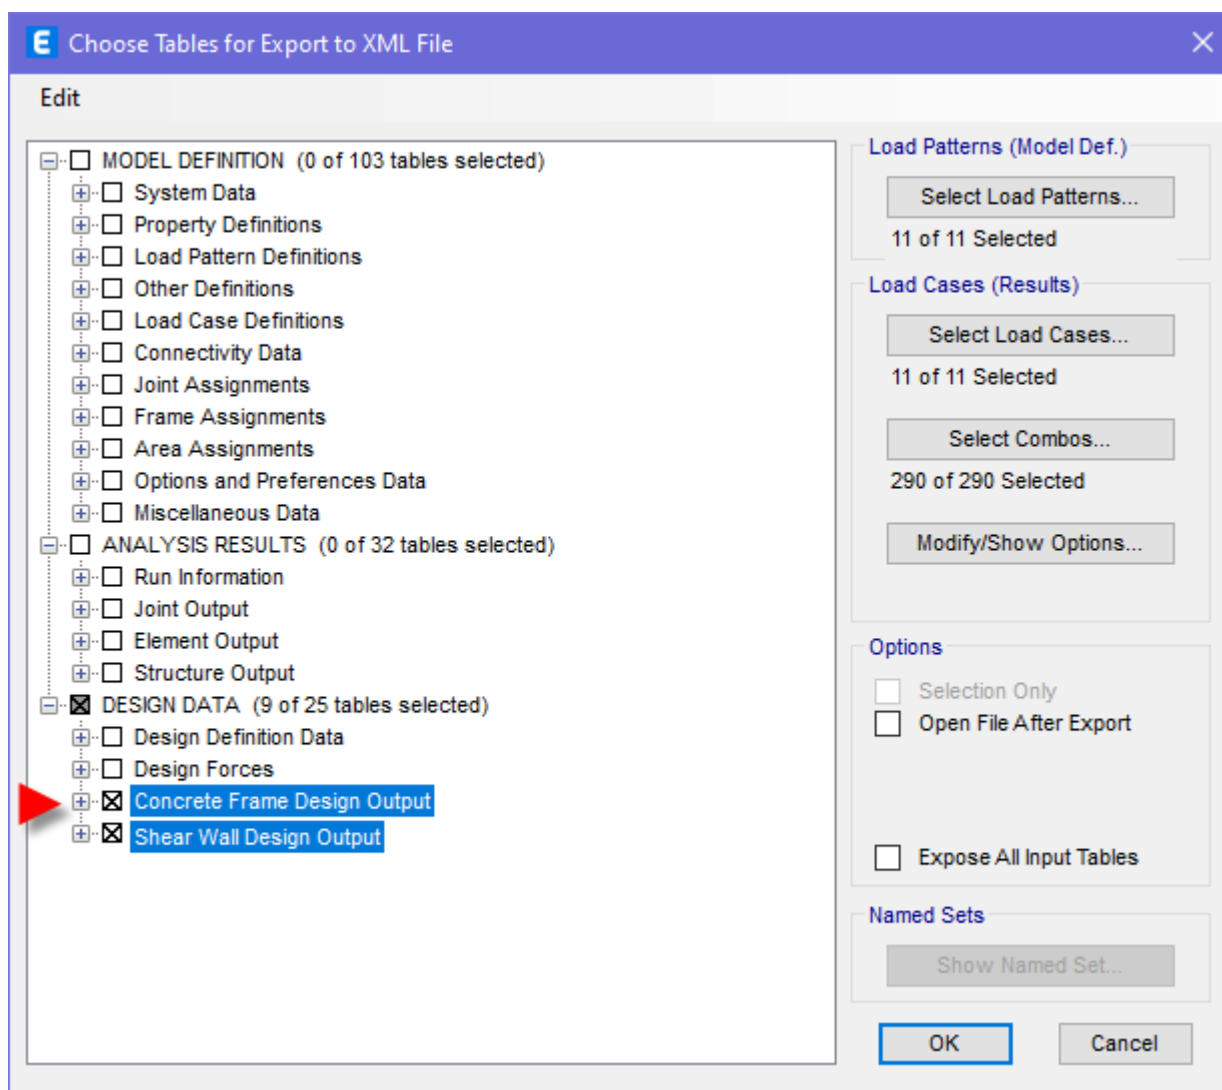 E Choose Tables for Export to XML File
Edit
MODEL DEFINITION (0 of 103 tables selected)
System Data
Property Definitions
Load Pattern Definitions
Other Definitions
Load Case Definitions
Connectivity Data
Joint Assignments
Frame Assignments
Area Assignments
Options and Preferences Data
Miscellaneous Data
ANALYSIS RESULTS (0 of 32 tables selected)
Run Information
Joint Output
Element Output
Structure Output
DESIGN DATA (9 of 25 tables selected)
Design Definition Data
Design Forces
Concrete Frame Design Output
Shear Wall Design Output
Load Patterns (Model Def.)
Select Load Patterns...
11 of 11 Selected
Load Cases (Results)
Select Load Cases...
11 of 11 Selected
Select Combos...
290 of 290 Selected
Modify/Show Options...
Options
Selection Only
Open File After Export
Expose All Input Tables
Named Sets
Show Named Set...
OK
Cancel